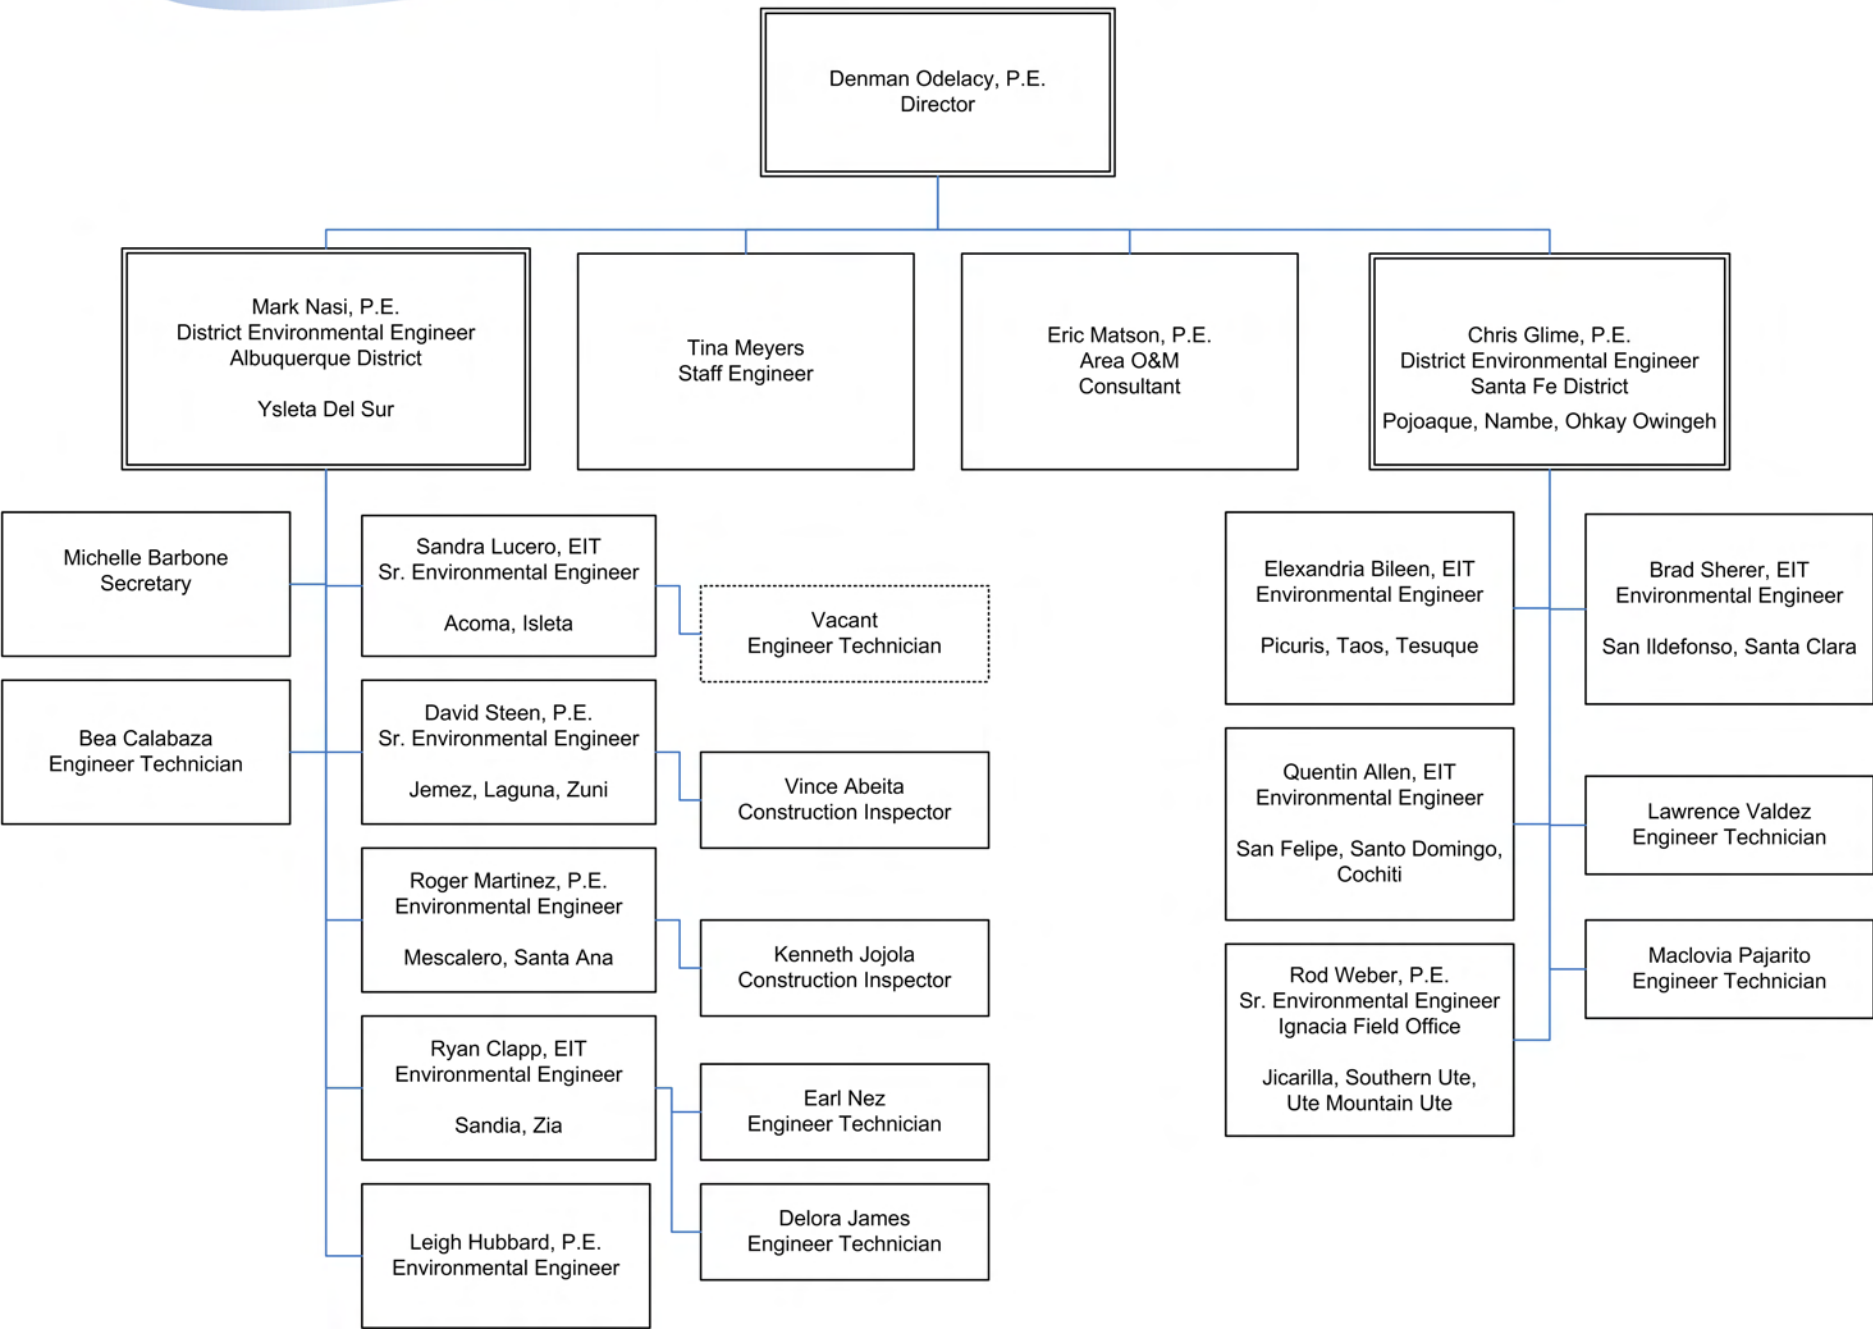 Denman Odelacy, P.E.
Director
Mark Nasi, P.E.
District Environmental Engineer
Albuquerque District
Ysleta Del Sur
Tina Meyers
Staff Engineer
Eric Matson, P.E.
Area O&M
Consultant
Chris Glime, P.E.
District Environmental Engineer
Santa Fe District
Pojoaque, Nambe, Ohkay Owingeh
Michelle Barbone
Secretary
Bea Calabaza
Engineer Technician
Sandra Lucero, EIT
Sr. Environmental Engineer
Acoma, Isleta
Vacant
Engineer Technician
David Steen, P.E.
Sr. Environmental Engineer
Jemez, Laguna, Zuni
Vince Abeita
Construction Inspector
Roger Martinez, P.E.
Environmental Engineer
Mescalero, Santa Ana
Kenneth Jojola
Construction Inspector
Ryan Clapp, EIT
Environmental Engineer
Sandia, Zia
Earl Nez
Engineer Technician
Delora James
Engineer Technician
Leigh Hubbard, P.E.
Environmental Engineer
Elexandria Bileen, EIT
Environmental Engineer
Picuris, Taos, Tesuque
Brad Sherer, EIT
Environmental Engineer
San Ildefonso, Santa Clara
Quentin Allen, EIT
Environmental Engineer
San Felipe, Santo Domingo,
Cochiti
Lawrence Valdez
Engineer Technician
Maclovia Pajarito
Engineer Technician
Rod Weber, P.E.
Sr. Environmental Engineer
Ignacia Field Office
Jicarilla, Southern Ute,
Ute Mountain Ute